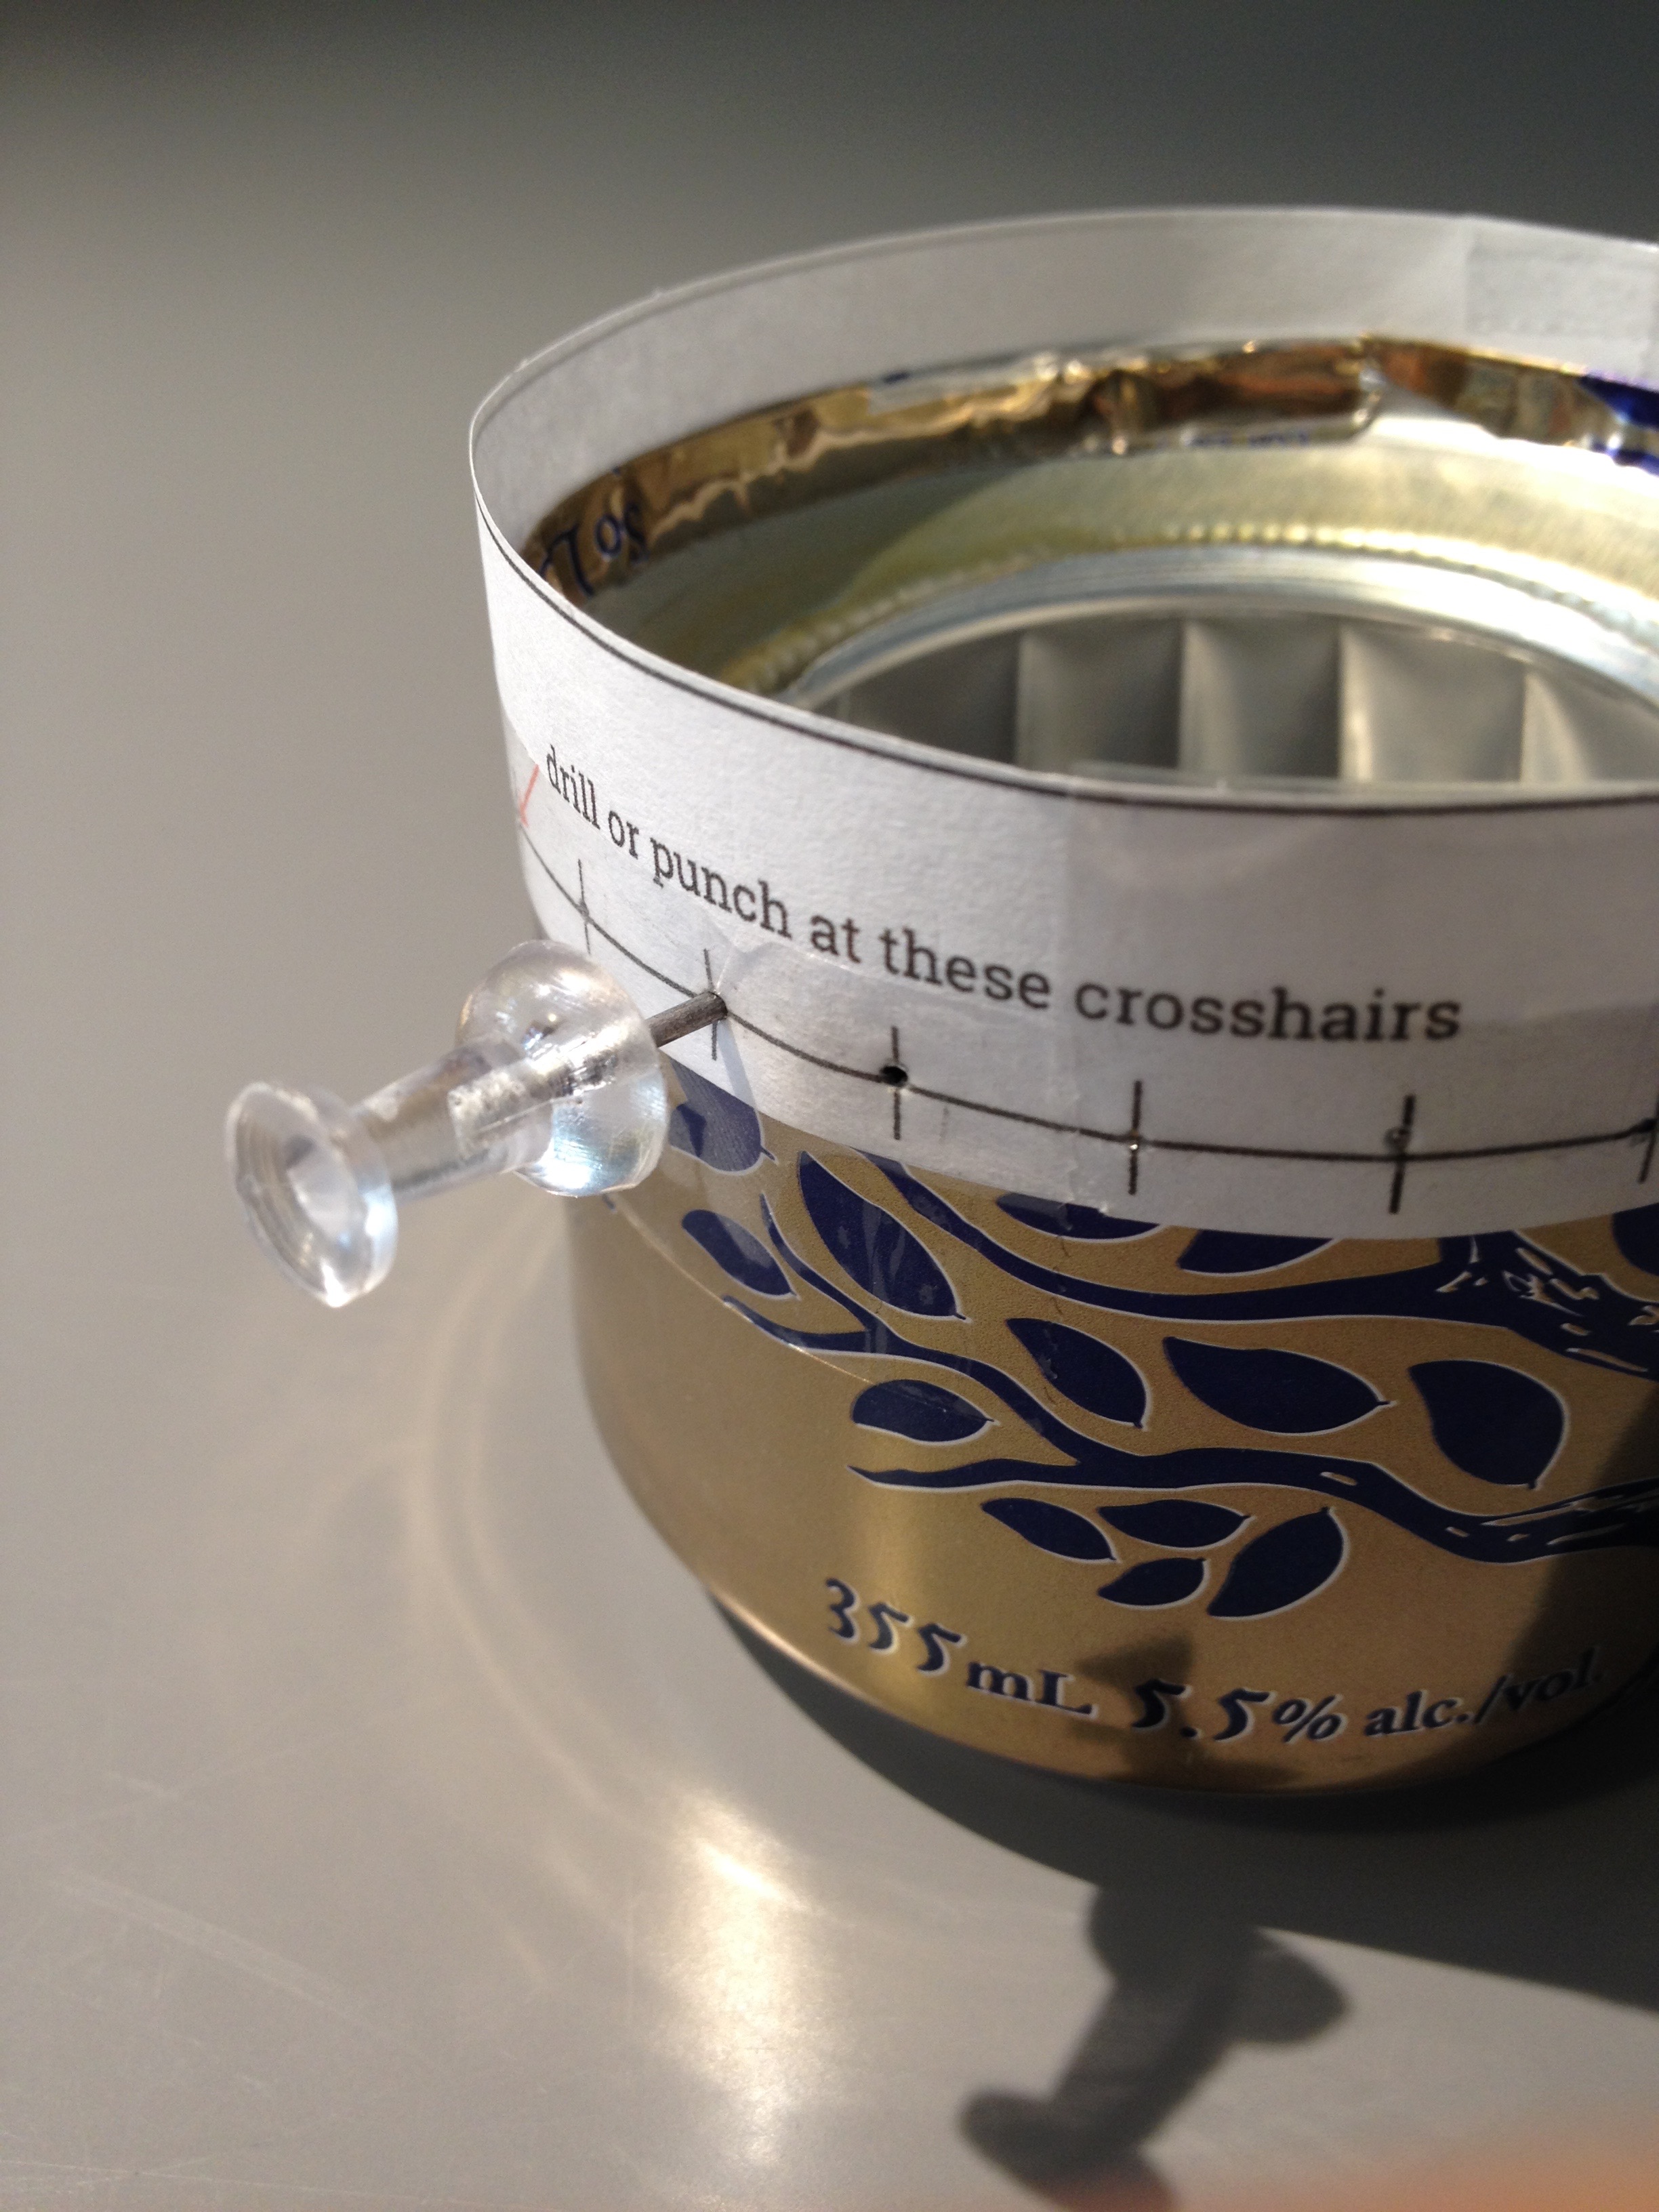 drill or punch at these crosshairs
355 mL 5.5% alc./vol.